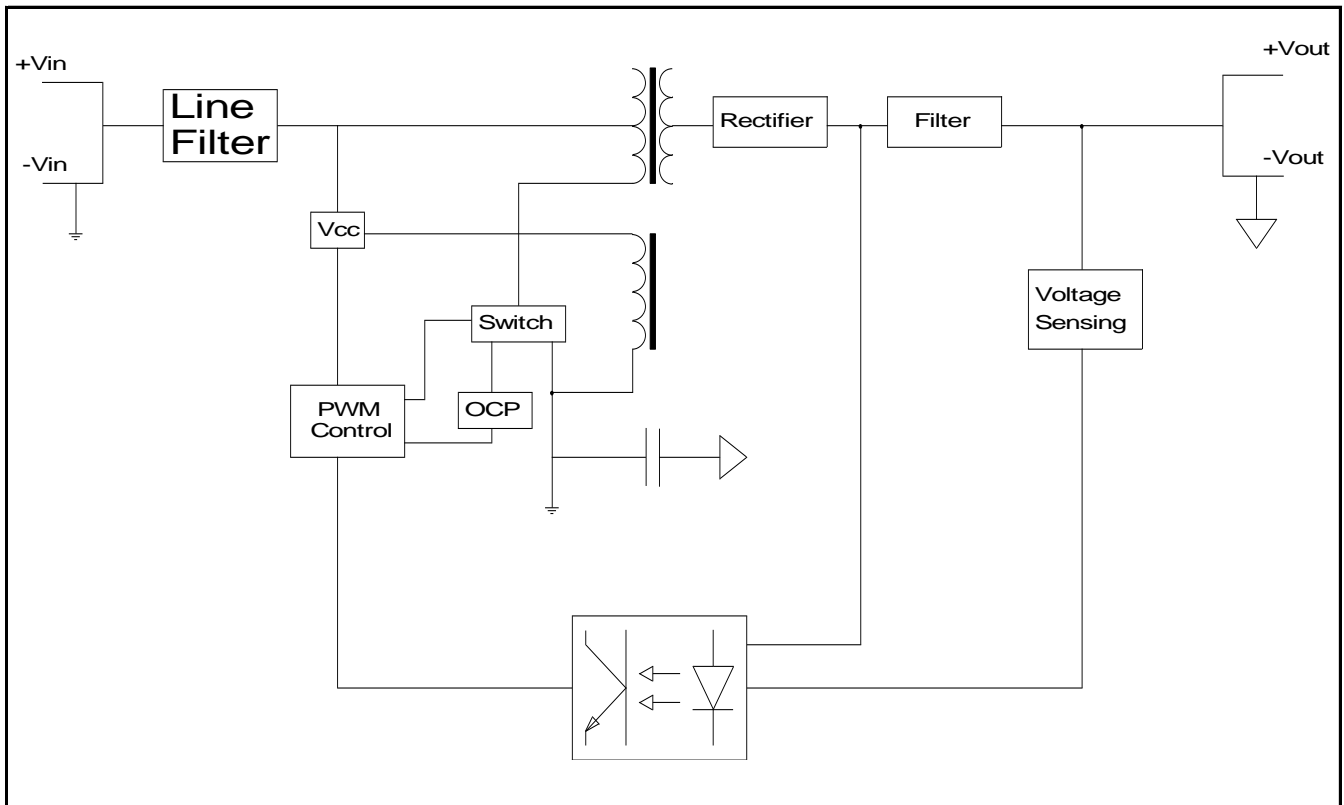 +Vin
-Vin
Line
Filter
Rectifier
Filter
+Vout
-Vout
Vcc
Switch
Voltage
Sensing
PWM
Control
OCP